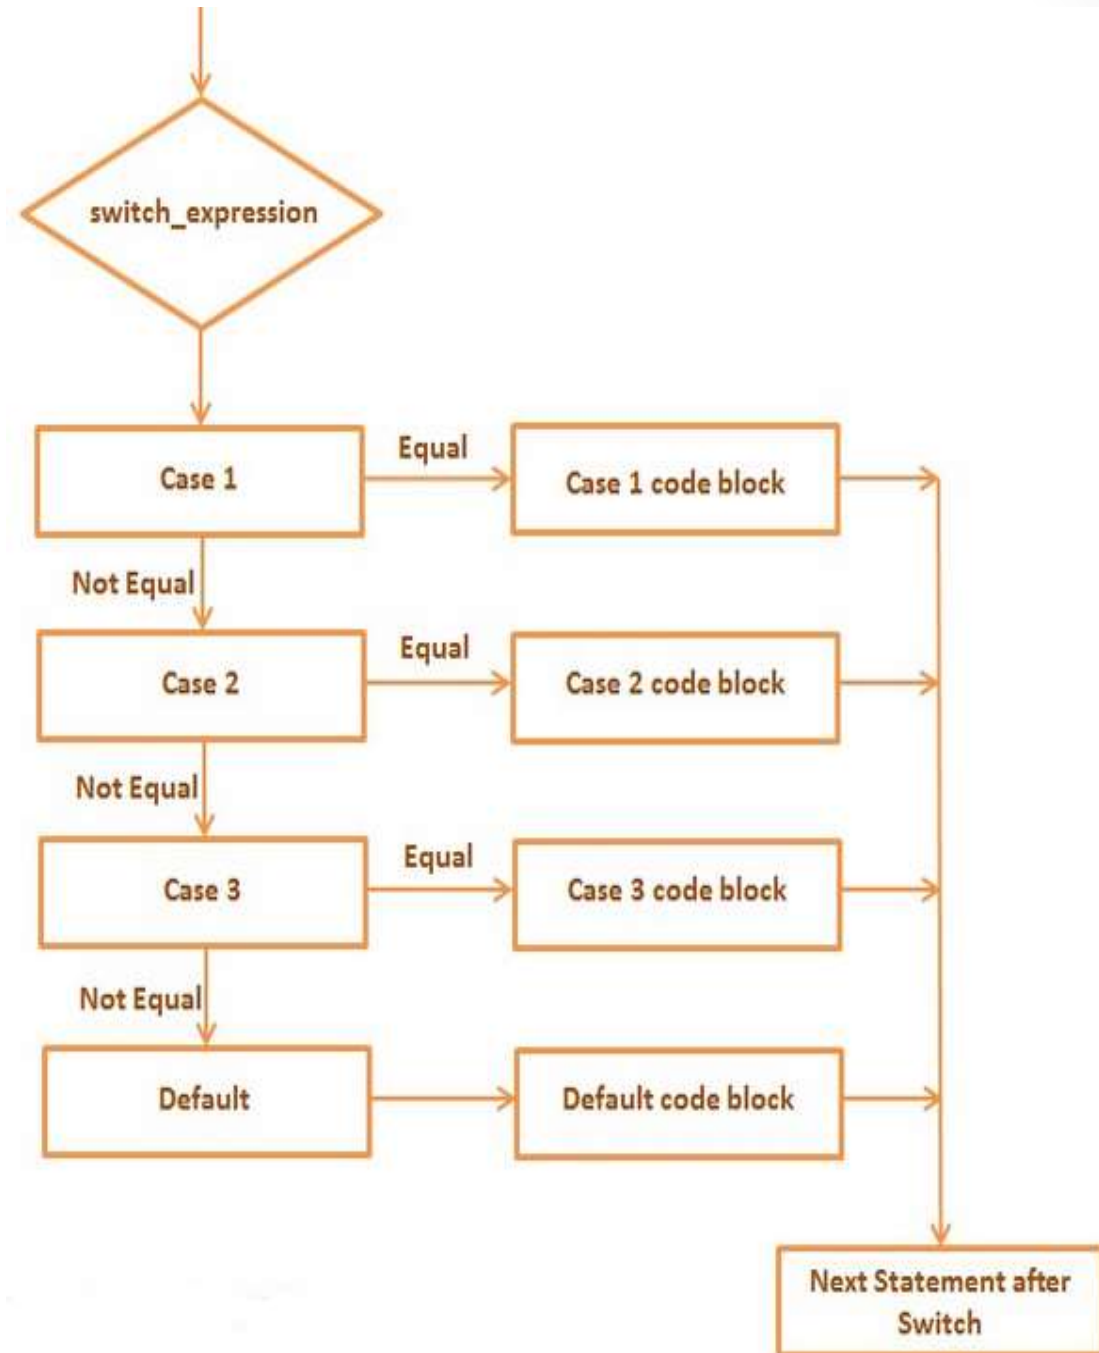 switch_expression
Case 1
Equal
Case 1 code block
Not Equal
Case 2
Equal
Case 2 code block
Not Equal
Case 3
Equal
Case 3 code block
Not Equal
Default
Default code block
Next Statement after
Switch